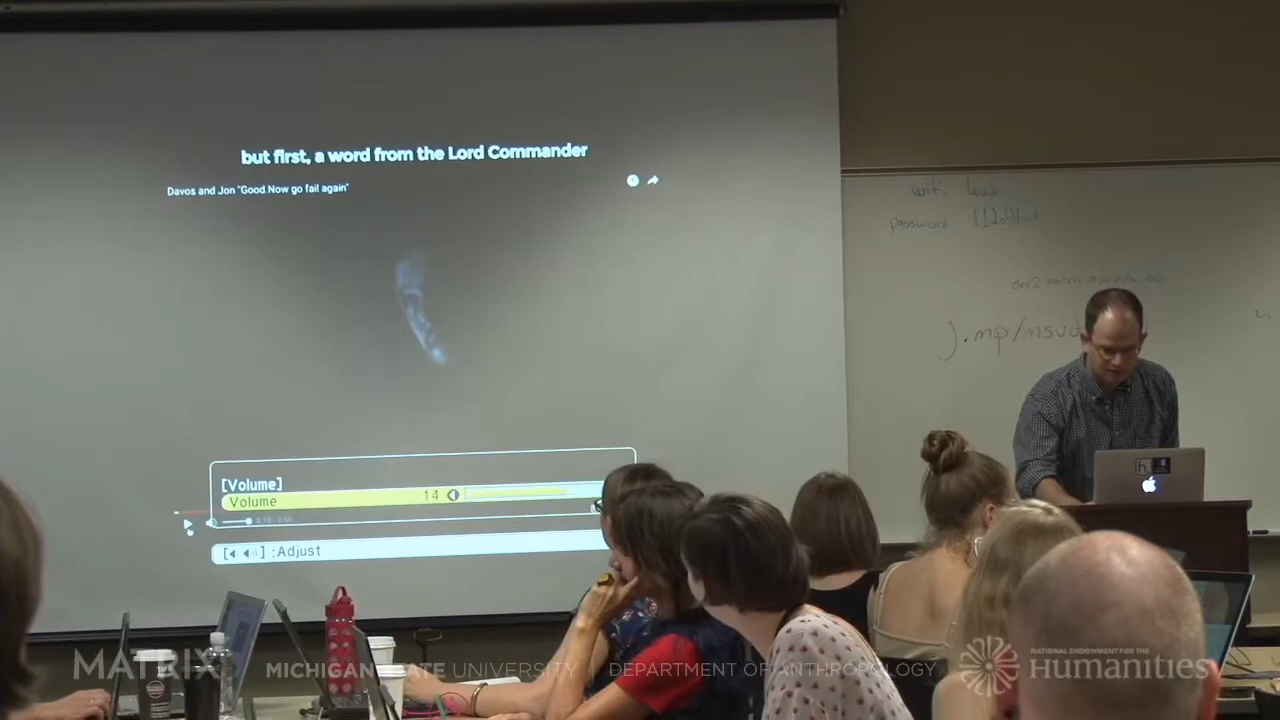 but first, a word from the Lord Commander
Davos and Jon "Good. Now go fail again"
wifi
password
j.mp/msud
[Volume]
Volume 14
:Adjust
h
MATRIX
MICHIGAN STATE UNIVERSITY | DEPARTMENT OF ANTHROPOLOGY
NATIONAL ENDOWMENT FOR THE
Humanities